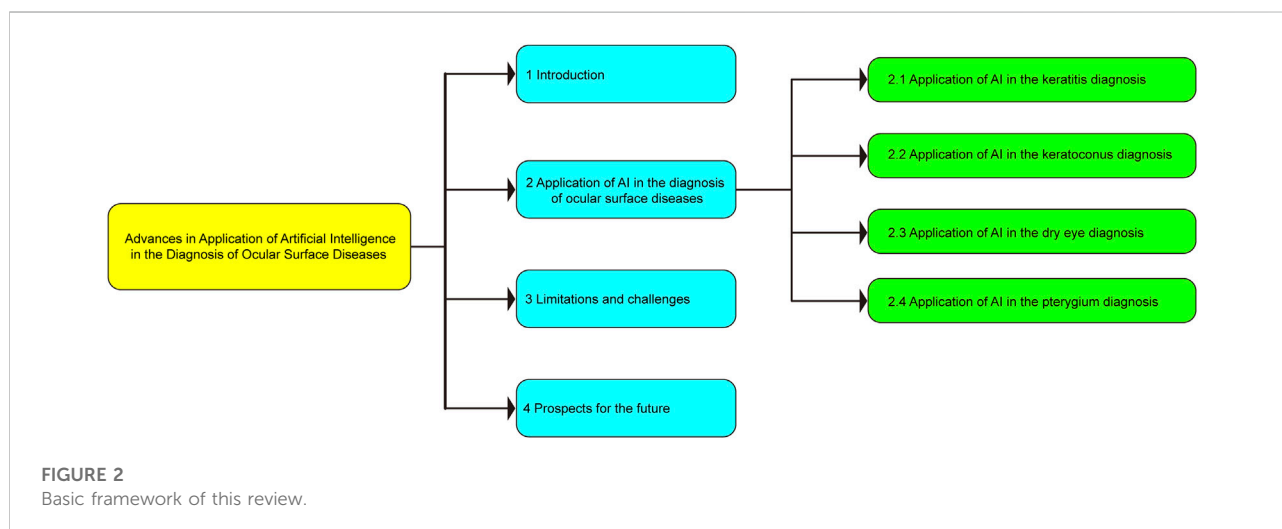 Advances in Application of Artificial Intelligence
in the Diagnosis of Ocular Surface Diseases
1 Introduction
2 Application of AI in the diagnosis
of ocular surface diseases
3 Limitations and challenges
4 Prospects for the future
2.1 Application of AI in the keratitis diagnosis
2.2 Application of AI in the keratoconus diagnosis
2.3 Application of AI in the dry eye diagnosis
2.4 Application of AI in the pterygium diagnosis
FIGURE 2
Basic framework of this review.